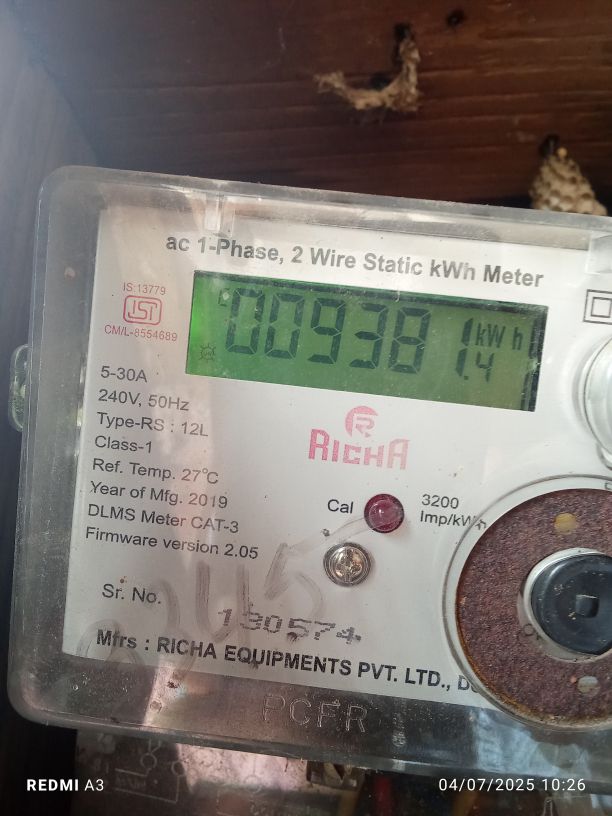 ac 1-Phase, 2 Wire Static kWh Meter
IS:13779
ISI
CM/L-8554689
009381.4 kWh
5-30A
240V, 50Hz
Type-RS : 12L
Class-1
Ref. Temp. 27°C
Year of Mfg. 2019
DLMS Meter CAT-3
Firmware version 2.05
RICHA
Cal
3200
Imp/kWh
Sr. No.
130574
Mfrs : RICHA EQUIPMENTS PVT. LTD.,
PCFR
REDMI A3
04/07/2025 10:26